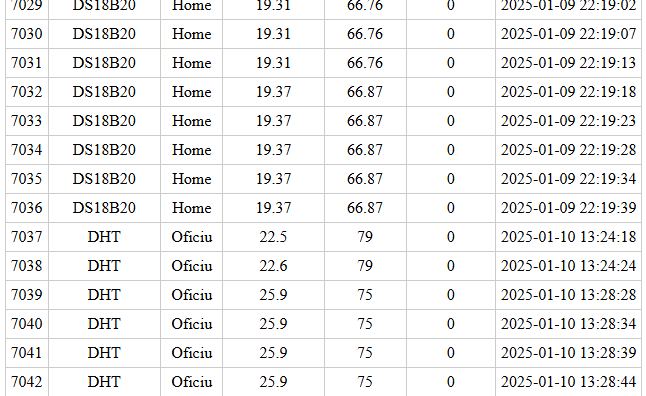 7029 DS18B20 Home 19.31 66.76 0 2025-01-09 22:19:02
7030 DS18B20 Home 19.31 66.76 0 2025-01-09 22:19:07
7031 DS18B20 Home 19.31 66.76 0 2025-01-09 22:19:13
7032 DS18B20 Home 19.37 66.87 0 2025-01-09 22:19:18
7033 DS18B20 Home 19.37 66.87 0 2025-01-09 22:19:23
7034 DS18B20 Home 19.37 66.87 0 2025-01-09 22:19:28
7035 DS18B20 Home 19.37 66.87 0 2025-01-09 22:19:34
7036 DS18B20 Home 19.37 66.87 0 2025-01-09 22:19:39
7037 DHT Oficiu 22.5 79 0 2025-01-10 13:24:18
7038 DHT Oficiu 22.6 79 0 2025-01-10 13:24:24
7039 DHT Oficiu 25.9 75 0 2025-01-10 13:28:28
7040 DHT Oficiu 25.9 75 0 2025-01-10 13:28:34
7041 DHT Oficiu 25.9 75 0 2025-01-10 13:28:39
7042 DHT Oficiu 25.9 75 0 2025-01-10 13:28:44